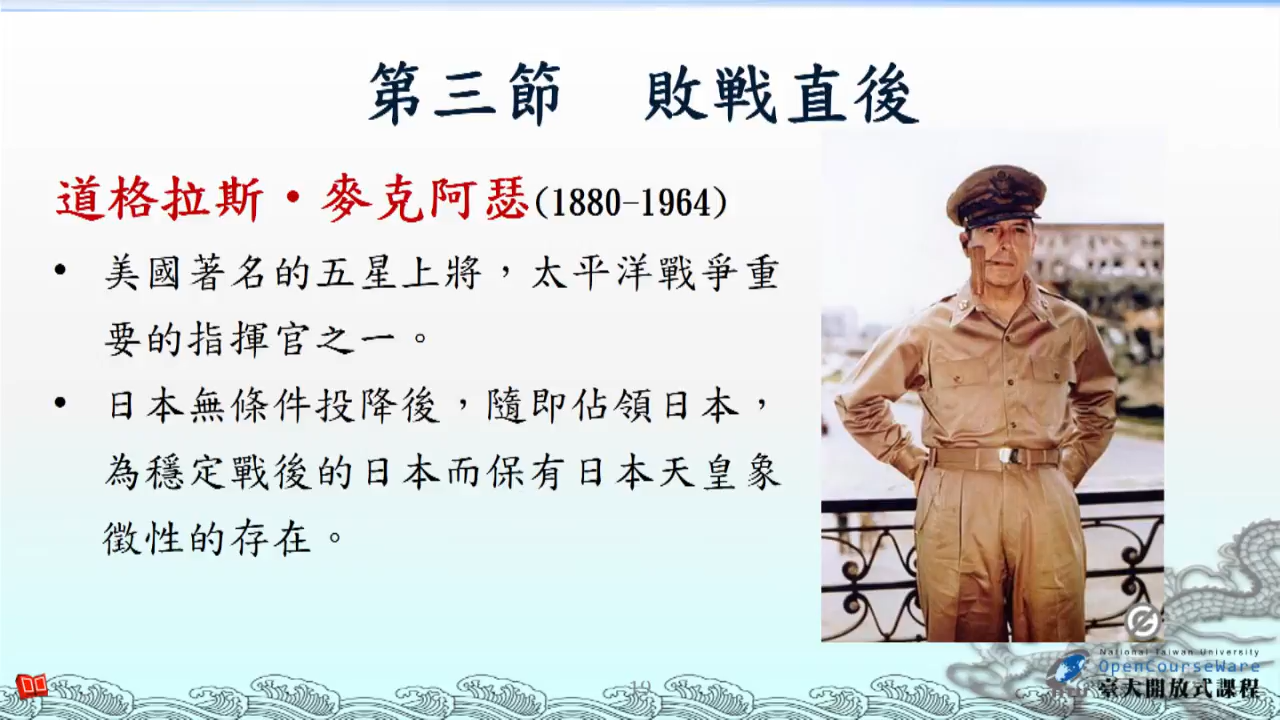 第三節　敗戦直後
道格拉斯・麥克阿瑟(1880-1964)
• 美國著名的五星上將，太平洋戰爭重
要的指揮官之一。
• 日本無條件投降後，隨即佔領日本，
為穩定戰後的日本而保有日本天皇象
徵性的存在。
National Taiwan University
OpenCourseWare
臺大開放式課程